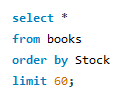 select *
from books
order by Stock
limit 60;